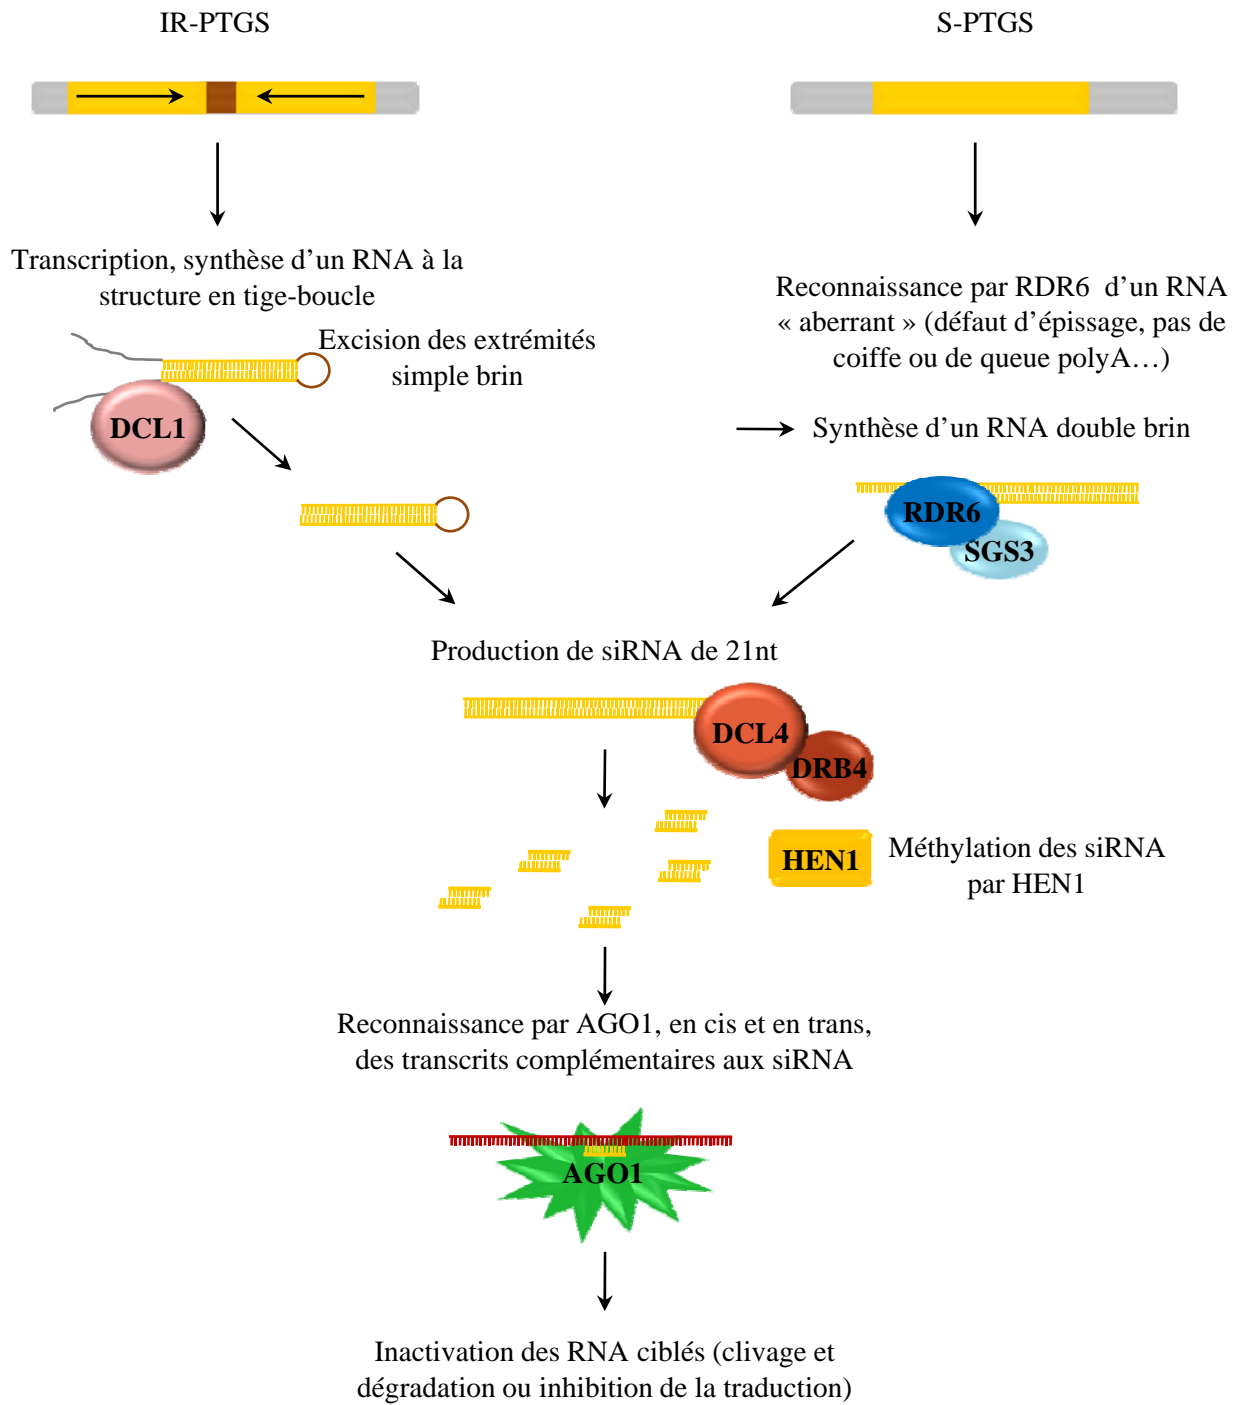 IR-PTGS
S-PTGS
Transcription, synthèse d’un RNA à la
structure en tige-boucle
Excision des extrémités
simple brin
DCL1
Reconnaissance par RDR6 d’un RNA
« aberrant » (défaut d’épissage, pas de
coiffe ou de queue polyA…)
Synthèse d’un RNA double brin
RDR6
SGS3
Production de siRNA de 21nt
DCL4
DRB4
HEN1
Méthylation des siRNA
par HEN1
Reconnaissance par AGO1, en cis et en trans,
des transcrits complémentaires aux siRNA
AGO1
Inactivation des RNA ciblés (clivage et
dégradation ou inhibition de la traduction)